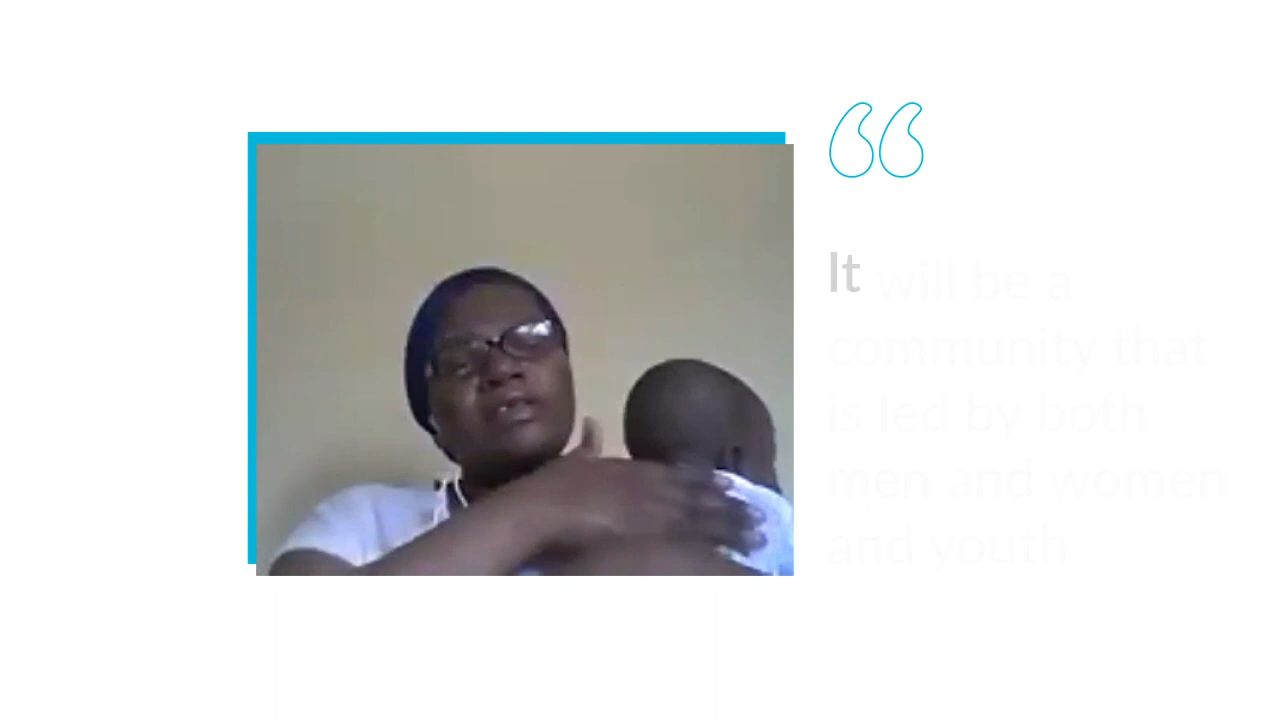 “
It will be a
community that
is led by both
men and women
and youth